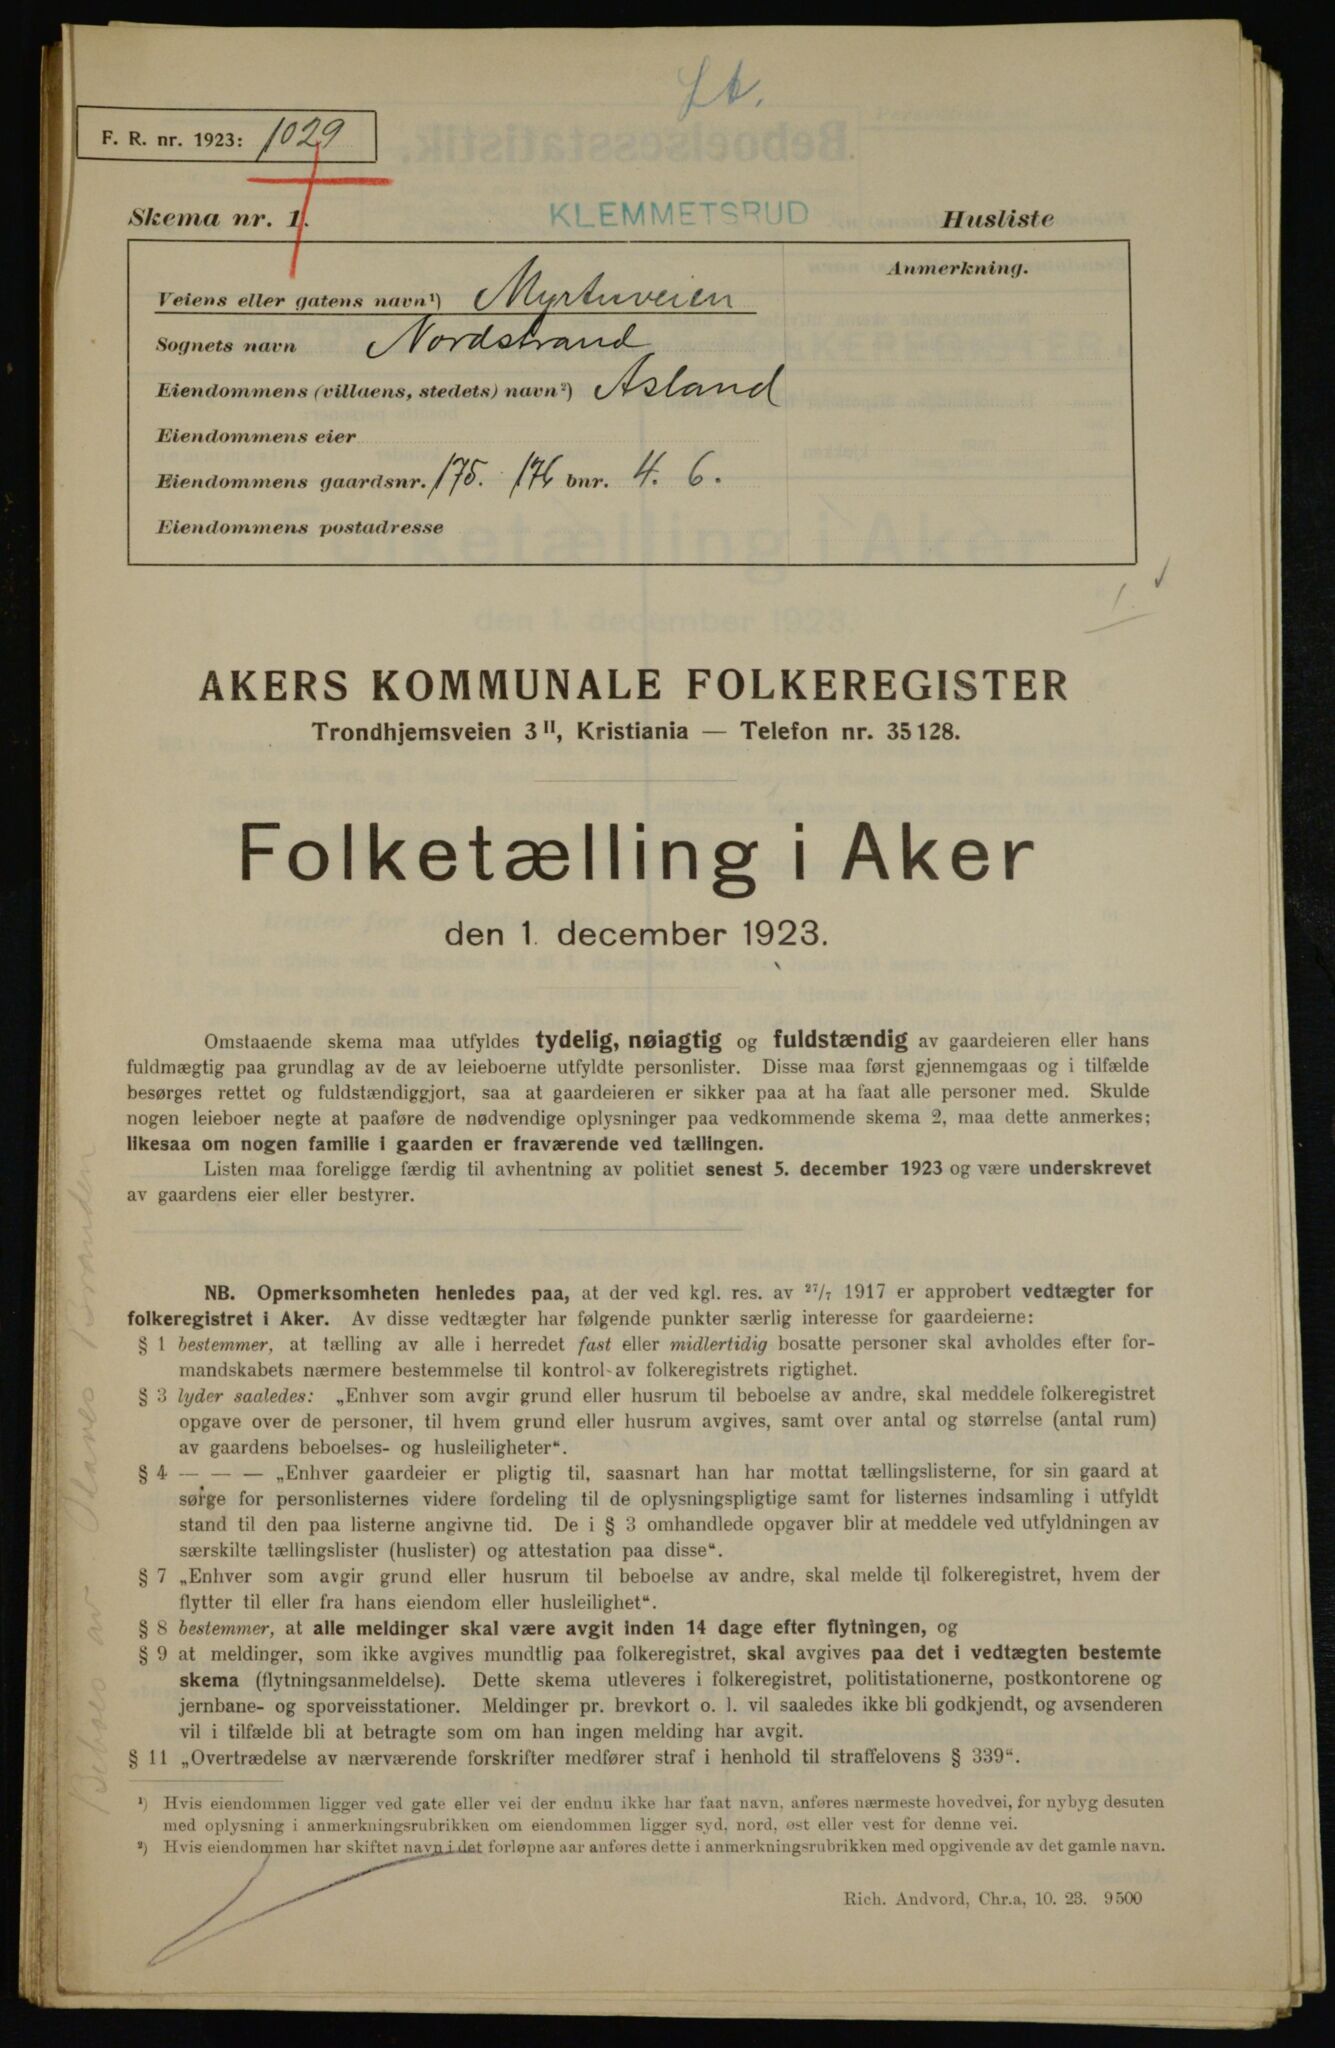 Lt.
F. R. nr. 1923: 1029
Skema nr. 1. KLEMMETSRUD Husliste
Anmerkning.
Veiens eller gatens navn¹) Myrtuveien
Sognets navn Nordstrand
Eiendommens (villaens, stedets) navn²) Åsland
Eiendommens eier
Eiendommens gaardsnr. 175. 176 bnr. 4. 6.
Eiendommens postadresse
1.
AKERS KOMMUNALE FOLKEREGISTER
Trondhjemsveien 3 II, Kristiania — Telefon nr. 35128.
Folketælling i Aker
den 1. december 1923.
Omstaaende skema maa utfyldes tydelig, nøiagtig og fuldstændig av gaardeieren eller hans
fuldmægtig paa grundlag av de av leieboerne utfyldte personlister. Disse maa først gjennemgaas og i tilfælde
besørges rettet og fuldstændiggjort, saa at gaardeieren er sikker paa at ha faat alle personer med. Skulde
nogen leieboer negte at paaføre de nødvendige oplysninger paa vedkommende skema 2, maa dette anmerkes;
likesaa om nogen familie i gaarden er fraværende ved tællingen.
Listen maa foreligge færdig til avhentning av politiet senest 5. december 1923 og være underskrevet
av gaardens eier eller bestyrer.
NB. Opmerksomheten henledes paa, at der ved kgl. res. av 27/7 1917 er approbert vedtægter for
folkeregistret i Aker. Av disse vedtægter har følgende punkter særlig interesse for gaardeierne:
§ 1 bestemmer, at tælling av alle i herredet fast eller midlertidig bosatte personer skal avholdes efter for-
mandskabets nærmere bestemmelse til kontrol av folkeregistrets rigtighet.
§ 3 lyder saaledes: „Enhver som avgir grund eller husrum til beboelse av andre, skal meddele folkeregistret
opgave over de personer, til hvem grund eller husrum avgives, samt over antal og størrelse (antal rum)
av gaardens beboelses- og husleiligheter“.
§ 4 — — — „Enhver gaardeier er pligtig til, saasnart han har mottat tællingslisterne, for sin gaard at
sørge for personlisternes videre fordeling til de oplysningspligtige samt for listernes indsamling i utfyldt
stand til den paa listerne angivne tid. De i § 3 omhandlede opgaver blir at meddele ved utfyldningen av
særskilte tællingslister (huslister) og attestation paa disse“.
§ 7 „Enhver som avgir grund eller husrum til beboelse av andre, skal melde til folkeregistret, hvem der
flytter til eller fra hans eiendom eller husleilighet“.
§ 8 bestemmer, at alle meldinger skal være avgit inden 14 dage efter flytningen, og
§ 9 at meldinger, som ikke avgives mundtlig paa folkeregistret, skal avgives paa det i vedtægten bestemte
skema (flytningsanmeldelse). Dette skema utleveres i folkeregistret, politistationerne, postkontorene og
jernbane- og sporveisstationer. Meldinger pr. brevkort o. l. vil saaledes ikke bli godkjendt, og avsenderen
vil i tilfælde bli at betragte som om han ingen melding har avgit.
§ 11 „Overtrædelse av nærværende forskrifter medfører straf i henhold til straffelovens § 339“.
¹) Hvis eiendommen ligger ved gate eller vei der endnu ikke har faat navn, anføres nærmeste hovedvei, for nybyg desuten
med oplysning i anmerkningsrubrikken om eiendommen ligger syd, nord, øst eller vest for denne vei.
²) Hvis eiendommen har skiftet navn i det forløpne aar anføres dette i anmerkningsrubrikken med opgivende av det gamle navn.
Rich. Andvord, Chr.a, 10. 23. 9500